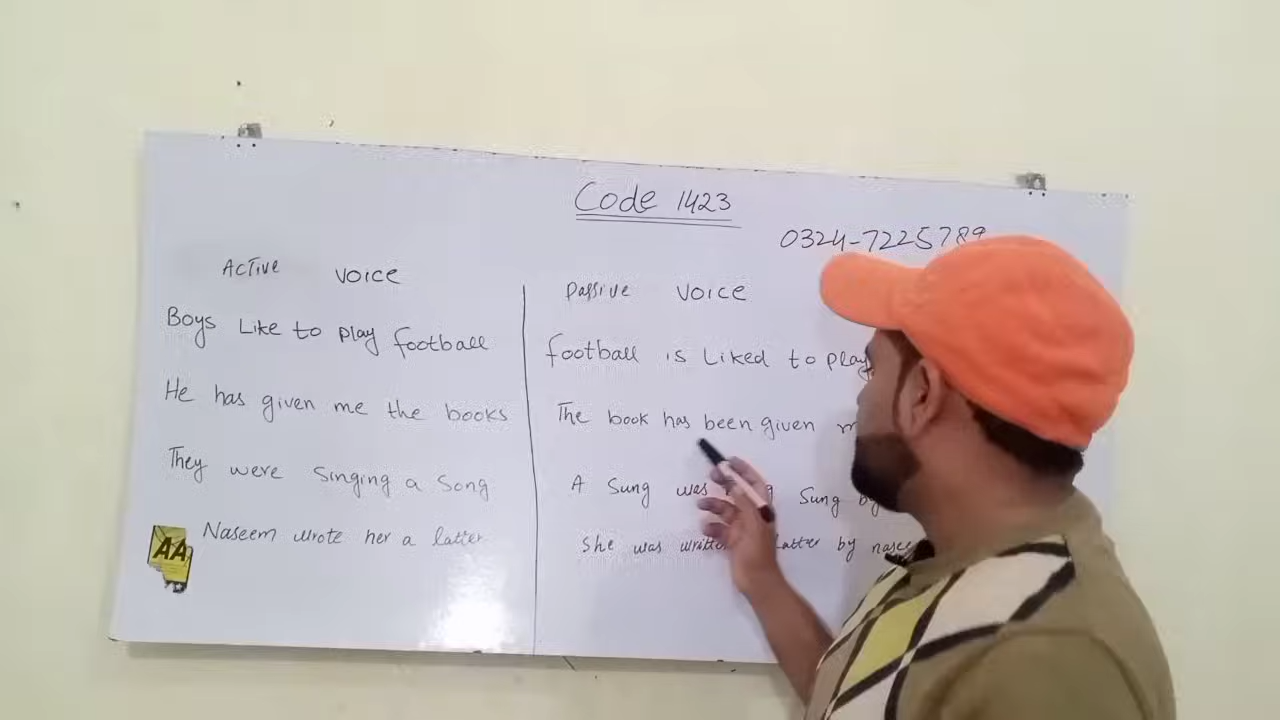 Code 1423
0324-7225789
Active Voice
Boys Like to play football
He has given me the books
They were singing a song
Naseem wrote her a latter
AA
Passive Voice
football is Liked to play
The book has been given
A Sung was Sung by
She was latter by